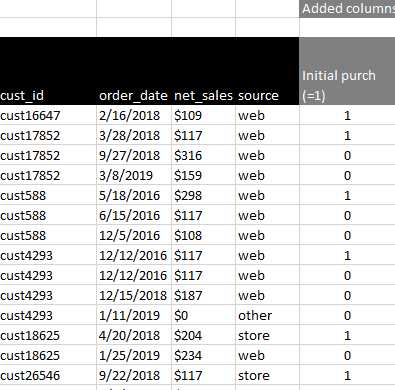 Added columns
Initial purch
cust_id order_date net_sales source (=1)
cust16647 2/16/2018 $109 web 1
cust17852 3/28/2018 $117 web 1
cust17852 9/27/2018 $316 web 0
cust17852 3/8/2019 $159 web 0
cust588 5/18/2016 $298 web 1
cust588 6/15/2016 $117 web 0
cust588 12/5/2016 $108 web 0
cust4293 12/12/2016 $117 web 1
cust4293 12/12/2016 $117 web 0
cust4293 12/15/2018 $187 web 0
cust4293 1/11/2019 $0 other 0
cust18625 4/20/2018 $204 store 1
cust18625 1/25/2019 $234 web 0
cust26546 9/22/2018 $117 store 1